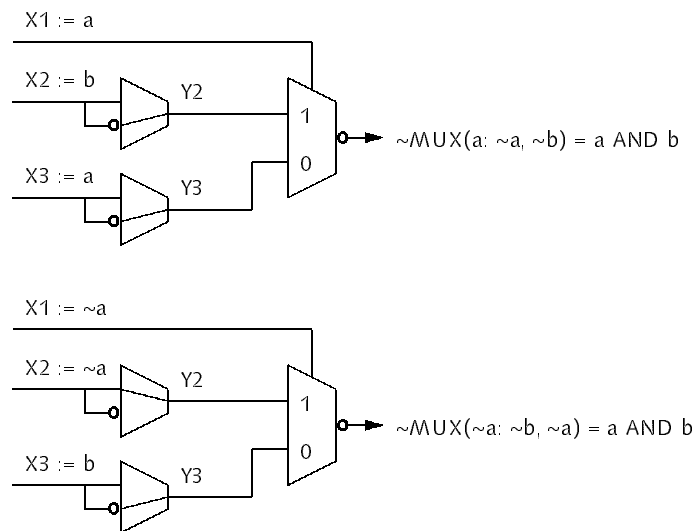 X1 := a
X2 := b
Y2
1
~MUX(a: ~a, ~b) = a AND b
0
X3 := a
Y3
X1 := ~a
X2 := ~a
Y2
1
~MUX(~a: ~b, ~a) = a AND b
0
X3 := b
Y3